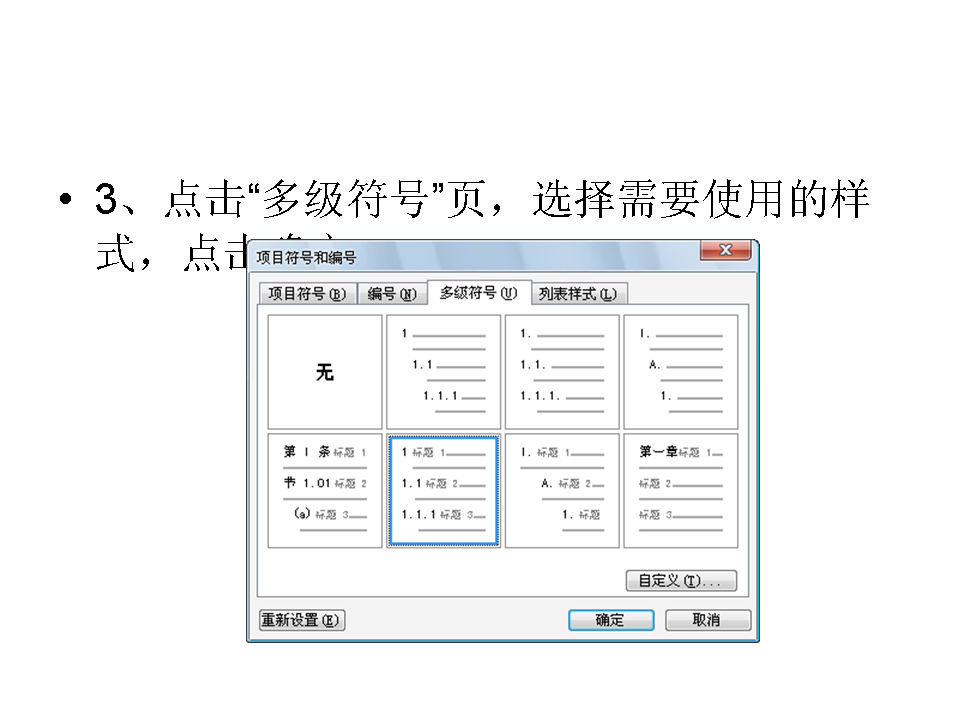 • 3、点击“多级符号”页，选择需要使用的样
式，点击
项目符号和编号
项目符号(B) 编号(N) 多级符号(U) 列表样式(L)
无
1
1.1
1.1.1
1.
1.1.
1.1.1.
I.
A.
1.
第 I 条标题 1
节 1.01标题 2
(a)标题 3
1 标题 1
1.1标题 2
1.1.1标题 3
I. 标题 1
A. 标题 2
1. 标题
第一章标题 1
标题 2
标题 3
自定义(T)...
重新设置(E) 确定 取消